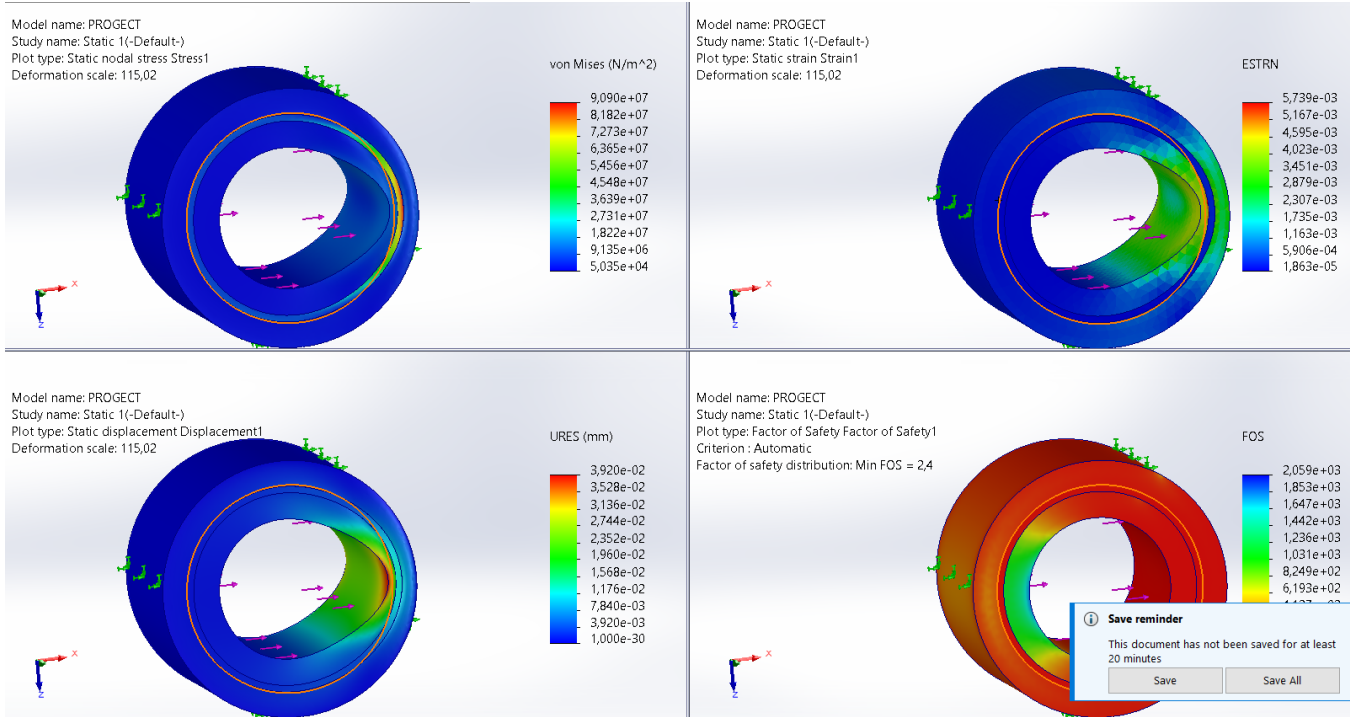 Model name: PROGECT
Study name: Static 1(-Default-)
Plot type: Static nodal stress Stress1
Deformation scale: 115,02
von Mises (N/m^2)
9,090e+07
8,182e+07
7,273e+07
6,365e+07
5,456e+07
4,548e+07
3,639e+07
2,731e+07
1,822e+07
9,135e+06
5,035e+04
X
Z
Model name: PROGECT
Study name: Static 1(-Default-)
Plot type: Static strain Strain1
Deformation scale: 115,02
ESTRN
5,739e-03
5,167e-03
4,595e-03
4,023e-03
3,451e-03
2,879e-03
2,307e-03
1,735e-03
1,163e-03
5,906e-04
1,863e-05
X
Z
Model name: PROGECT
Study name: Static 1(-Default-)
Plot type: Static displacement Displacement1
Deformation scale: 115,02
URES (mm)
3,920e-02
3,528e-02
3,136e-02
2,744e-02
2,352e-02
1,960e-02
1,568e-02
1,176e-02
7,840e-03
3,920e-03
1,000e-30
X
Z
Model name: PROGECT
Study name: Static 1(-Default-)
Plot type: Factor of Safety Factor of Safety1
Criterion : Automatic
Factor of safety distribution: Min FOS = 2,4
FOS
2,059e+03
1,853e+03
1,647e+03
1,442e+03
1,236e+03
1,031e+03
8,249e+02
6,193e+02
X
Z
Save reminder
This document has not been saved for at least
20 minutes
Save
Save All